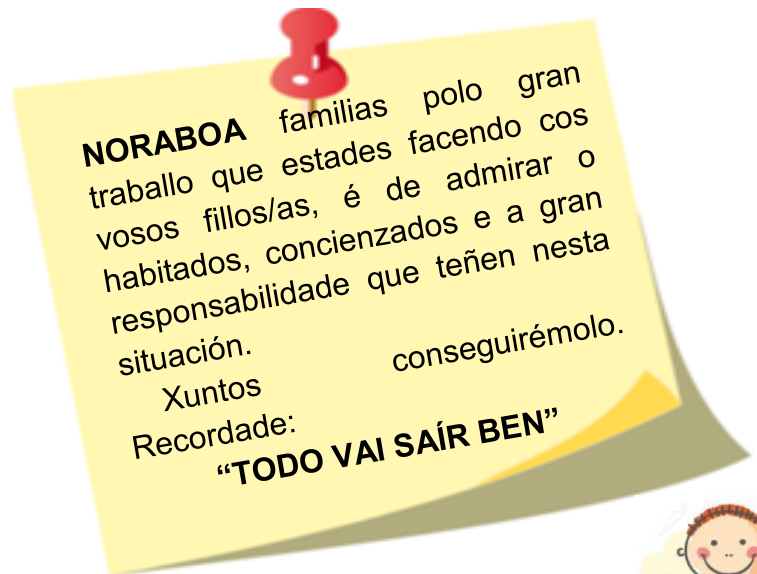 NORABOA familias polo gran
traballo que estades facendo cos
vosos fillos/as, é de admirar o
habitados, concienzados e a gran
responsabilidade que teñen nesta
situación.
Xuntos conseguirémolo.
Recordade:
“TODO VAI SAÍR BEN”